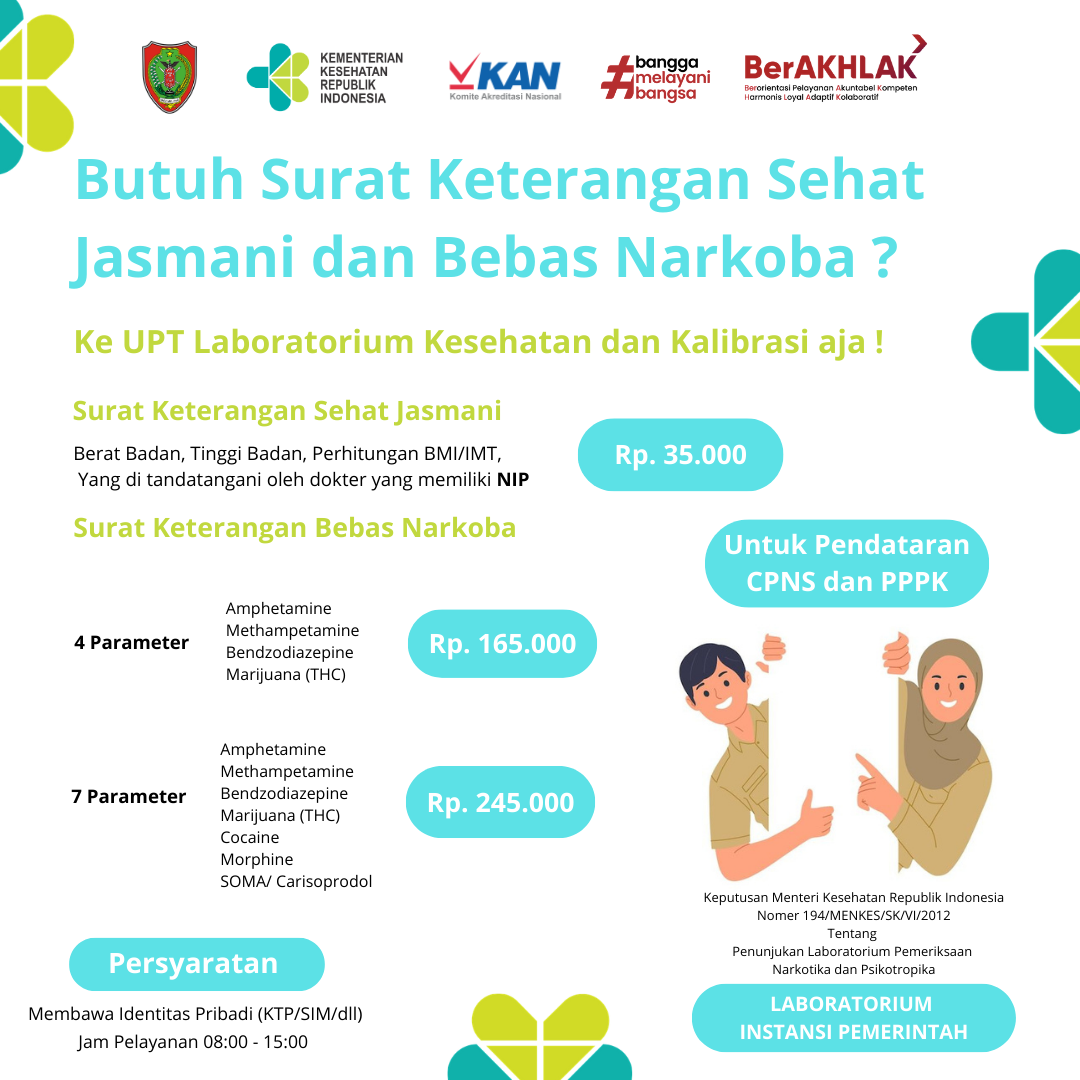 KEMENTERIAN
KESEHATAN
REPUBLIK
INDONESIA
KAN
Komite Akreditasi Nasional
#bangga
melayani
bangsa
BerAKHLAK
Berorientasi Pelayanan Akuntabel Kompeten
Harmonis Loyal Adaptif Kolaboratif
Butuh Surat Keterangan Sehat
Jasmani dan Bebas Narkoba ?
Ke UPT Laboratorium Kesehatan dan Kalibrasi aja !
Surat Keterangan Sehat Jasmani
Berat Badan, Tinggi Badan, Perhitungan BMI/IMT,
Yang di tandatangani oleh dokter yang memiliki NIP
Rp. 35.000
Surat Keterangan Bebas Narkoba
4 Parameter
Amphetamine
Methampetamine
Bendzodiazepine
Marijuana (THC)
Rp. 165.000
7 Parameter
Amphetamine
Methampetamine
Bendzodiazepine
Marijuana (THC)
Cocaine
Morphine
SOMA/ Carisoprodol
Rp. 245.000
Untuk Pendataran
CPNS dan PPPK
Keputusan Menteri Kesehatan Republik Indonesia
Nomer 194/MENKES/SK/VI/2012
Tentang
Penunjukan Laboratorium Pemeriksaan
Narkotika dan Psikotropika
LABORATORIUM
INSTANSI PEMERINTAH
Persyaratan
Membawa Identitas Pribadi (KTP/SIM/dll)
Jam Pelayanan 08:00 - 15:00